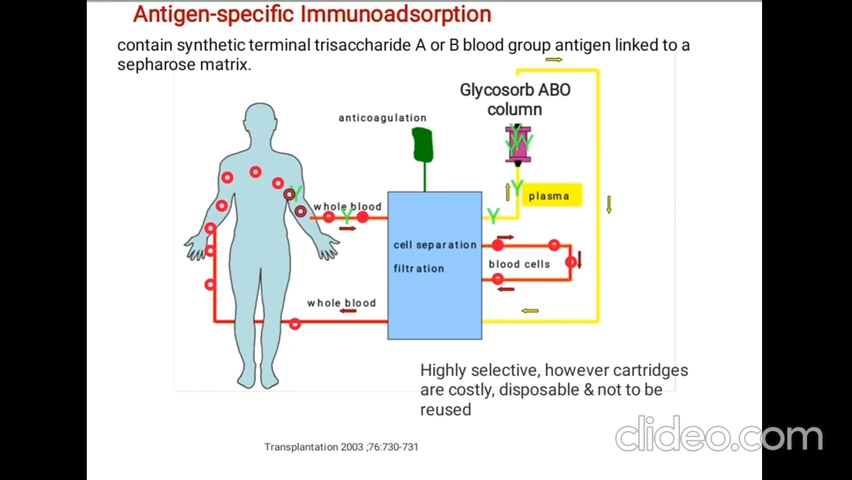 Antigen-specific Immunoadsorption
contain synthetic terminal trisaccharide A or B blood group antigen linked to a
sepharose matrix.
Glycosorb ABO
column
anticoagulation
plasma
whole blood
cell separation
filtration
blood cells
whole blood
Highly selective, however cartridges
are costly, disposable & not to be
reused
Transplantation 2003 ;76:730-731
clideo.com